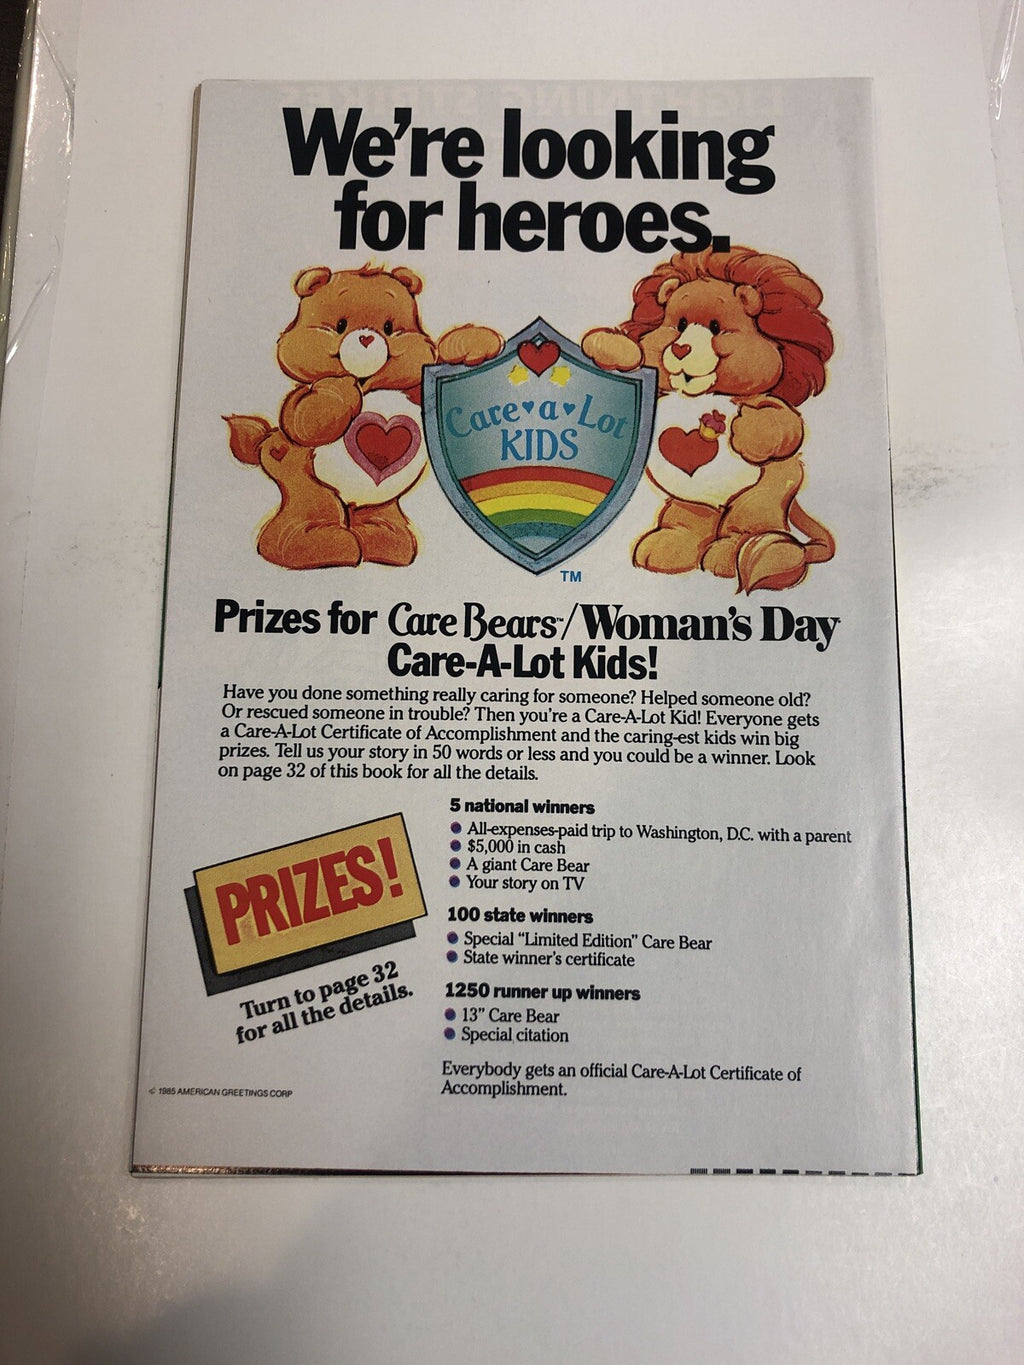 We're looking
for heroes.
Care♥a♥Lot
KIDS
TM
Prizes for Care Bears™/Woman's Day
Care-A-Lot Kids!
Have you done something really caring for someone? Helped someone old?
Or rescued someone in trouble? Then you're a Care-A-Lot Kid! Everyone gets
a Care-A-Lot Certificate of Accomplishment and the caring-est kids win big
prizes. Tell us your story in 50 words or less and you could be a winner. Look
on page 32 of this book for all the details.
PRIZES!
Turn to page 32
for all the details.
5 national winners
● All-expenses-paid trip to Washington, D.C. with a parent
● $5,000 in cash
● A giant Care Bear
● Your story on TV
100 state winners
● Special “Limited Edition” Care Bear
● State winner's certificate
1250 runner up winners
● 13” Care Bear
● Special citation
Everybody gets an official Care-A-Lot Certificate of
Accomplishment.
© 1985 AMERICAN GREETINGS CORP